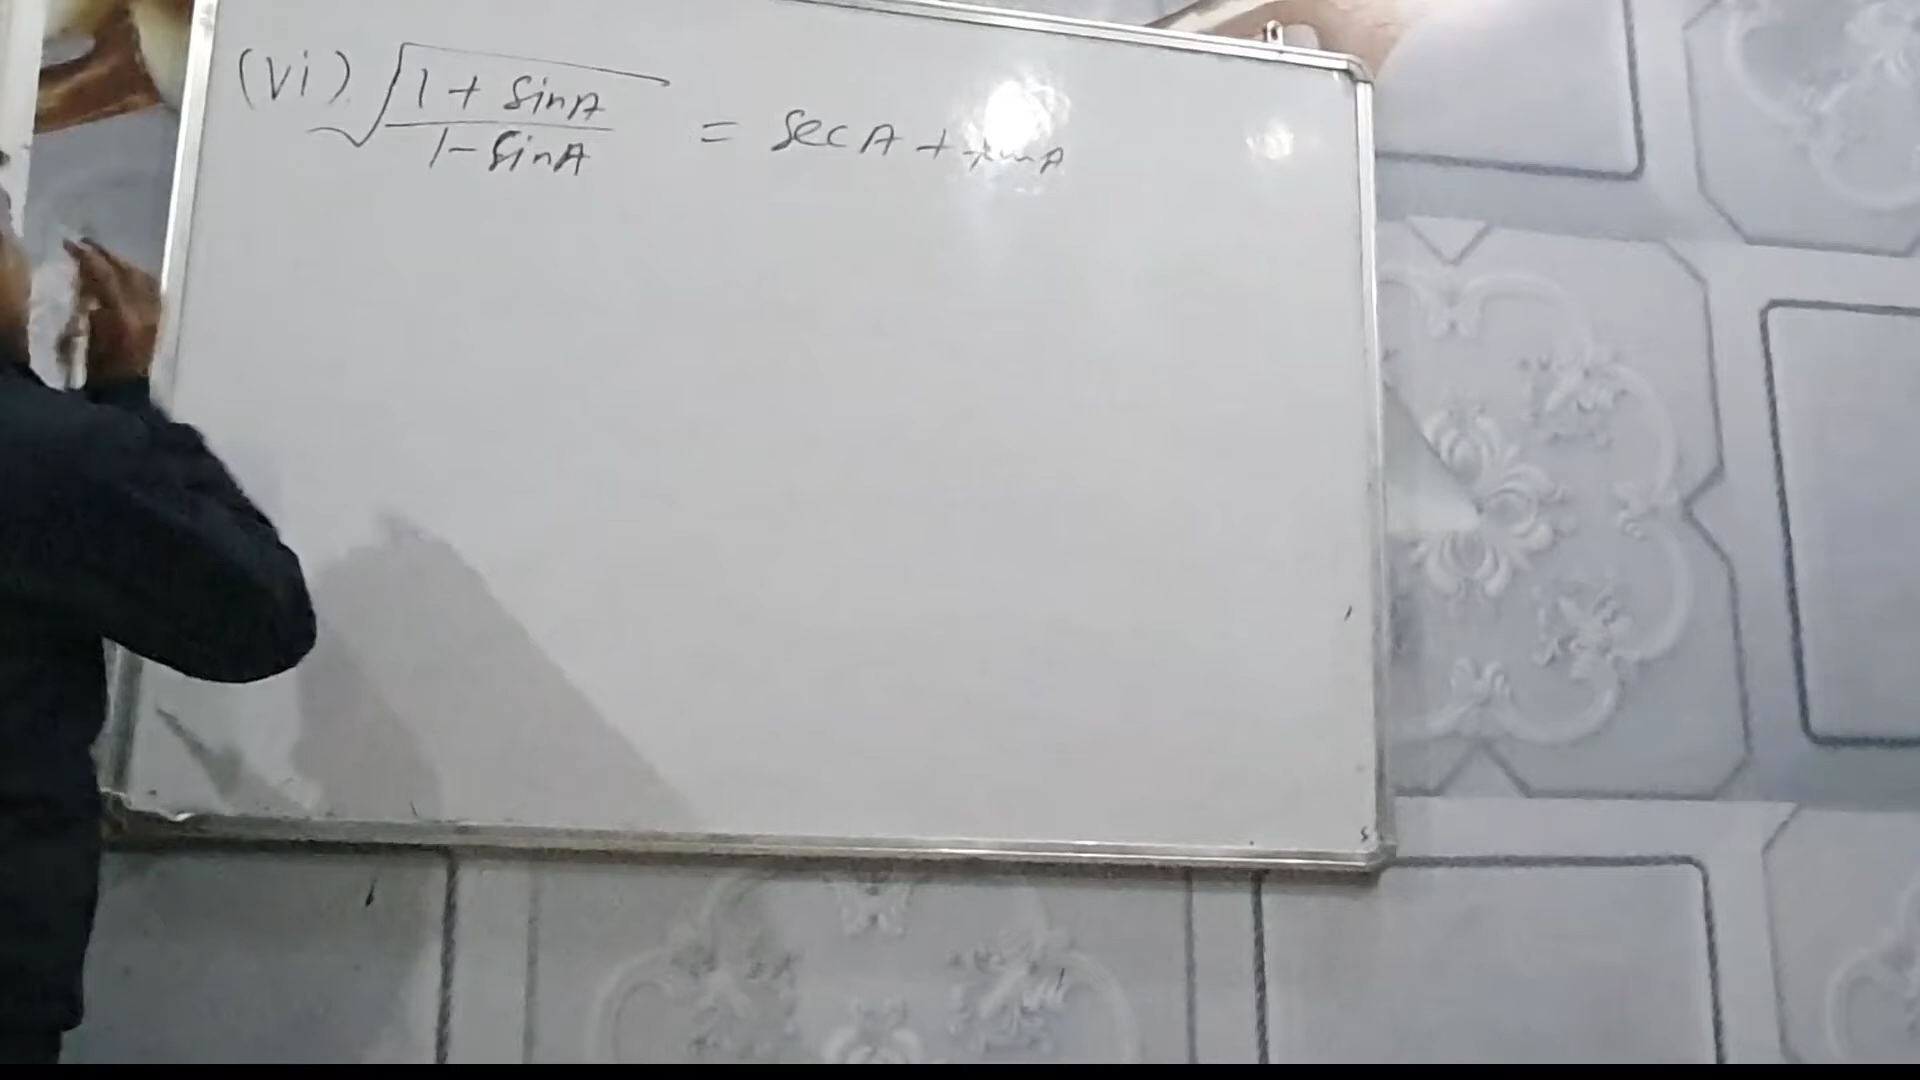 (vi) √(1 + sinA / 1 - sinA) = secA + tanA